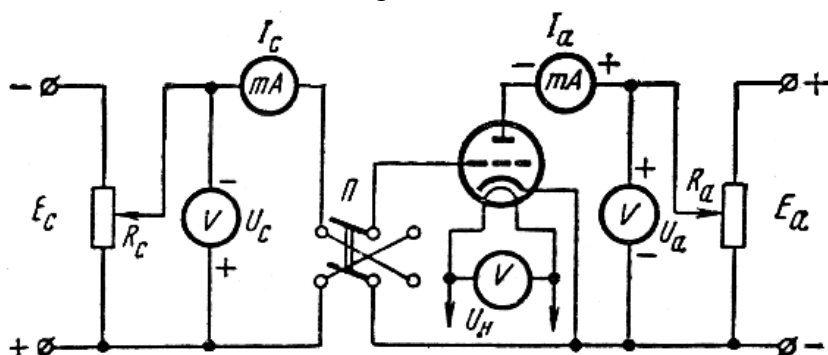 I_c
I_a
mA
mA
E_c
R_c
V
U_c
П
V
U_н
V
U_a
R_a
E_a